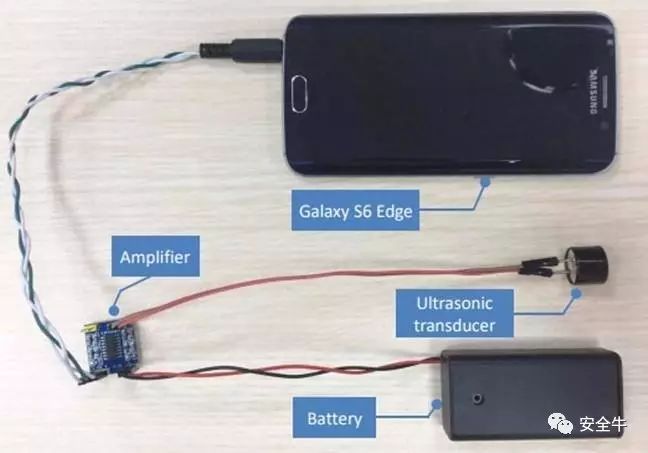 SAMSUNG
Galaxy S6 Edge
Amplifier
Ultrasonic
transducer
Battery
安全牛